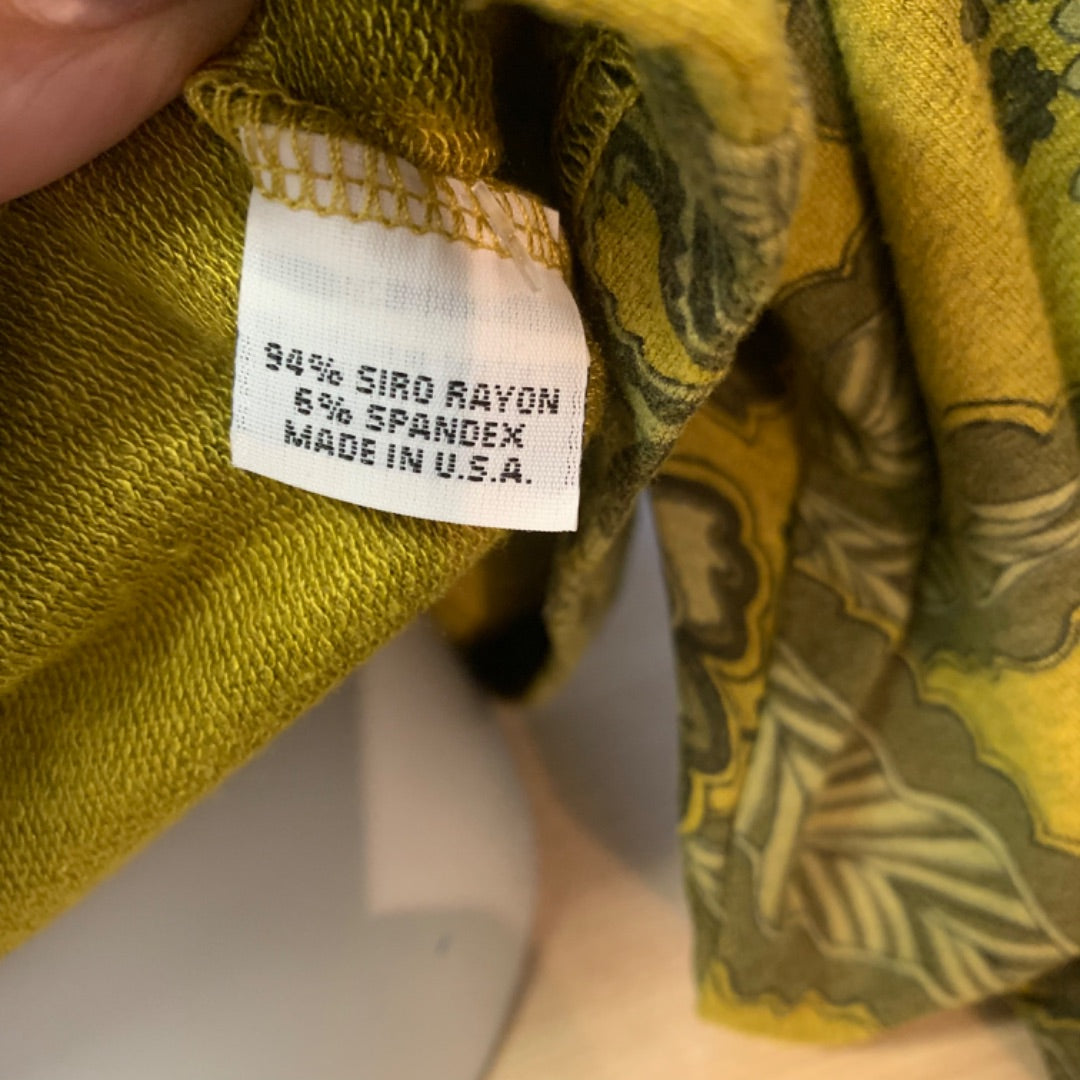 94% SIRO RAYON
6% SPANDEX
MADE IN U.S.A.